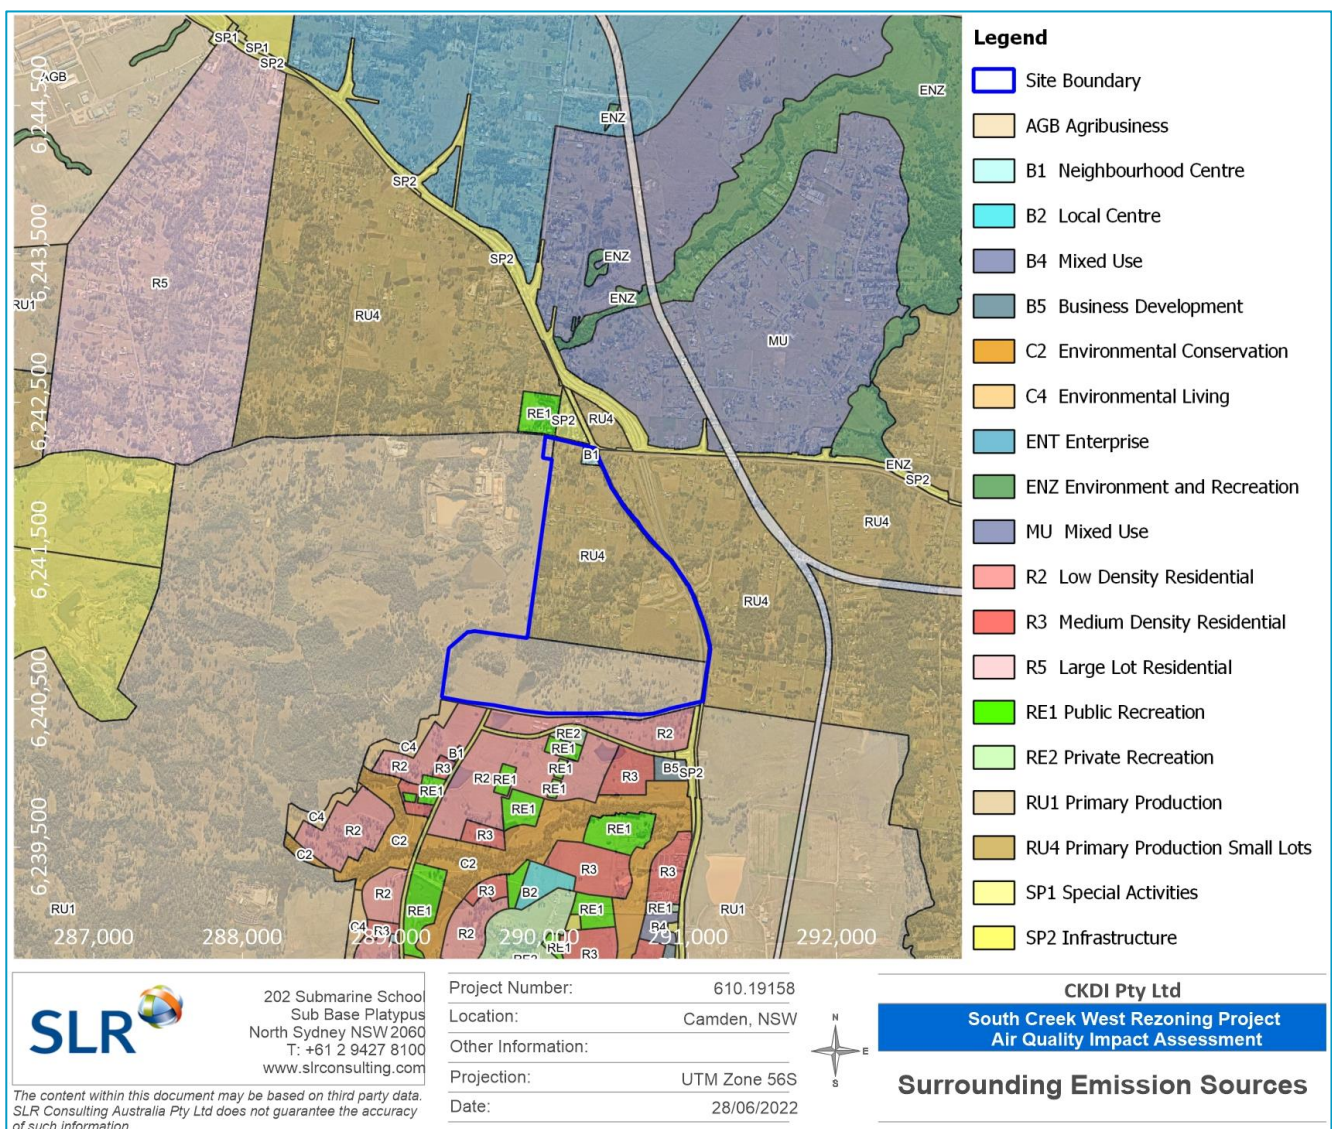 SP1
SP1
SP2
AGB
ENZ
ENZ
SP2
SP2
ENZ
R5
RU1
ENZ
RU4
MU
RE1
SP2
RU4
B1
ENZ
SP2
RU4
RU4
RU4
C4
R2
B1
R3
RE1
RE2
RE1
R2
R2
RE1
RE1
RE1
R3
B5
SP2
C4
R2
C2
C2
RE1
R3
RE1
C2
R3
R3
R2
R3
B2
RE1
RE1
RE1
RU1
RU1
C4
R3
R2
B4
RE1
R3
6,244,500
6,243,500
6,242,500
6,241,500
6,240,500
6,239,500
287,000
288,000
289,000
290,000
291,000
292,000
Legend
Site Boundary
AGB Agribusiness
B1 Neighbourhood Centre
B2 Local Centre
B4 Mixed Use
B5 Business Development
C2 Environmental Conservation
C4 Environmental Living
ENT Enterprise
ENZ Environment and Recreation
MU Mixed Use
R2 Low Density Residential
R3 Medium Density Residential
R5 Large Lot Residential
RE1 Public Recreation
RE2 Private Recreation
RU1 Primary Production
RU4 Primary Production Small Lots
SP1 Special Activities
SP2 Infrastructure
SLR
202 Submarine School
Sub Base Platypus
North Sydney NSW 2060
T: +61 2 9427 8100
www.slrconsulting.com
The content within this document may be based on third party data.
SLR Consulting Australia Pty Ltd does not guarantee the accuracy
of such information.
Project Number: 610.19158
Location: Camden, NSW
Other Information:
Projection: UTM Zone 56S
Date: 28/06/2022
N
E
S
CKDI Pty Ltd
South Creek West Rezoning Project
Air Quality Impact Assessment
Surrounding Emission Sources